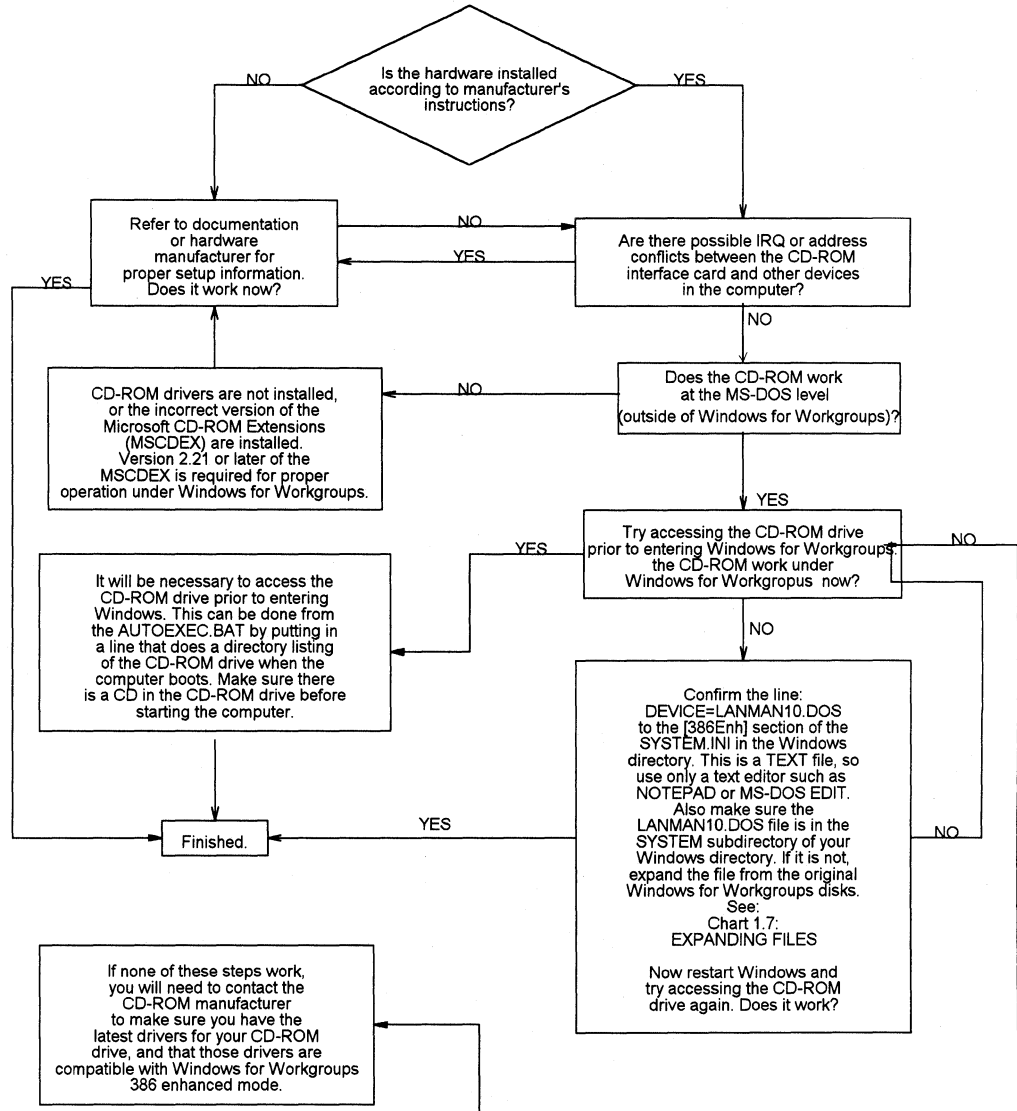 Is the hardware installed
according to manufacturer's
instructions?
NO
YES
Refer to documentation
or hardware
manufacturer for
proper setup information.
Does it work now?
NO
YES
YES
Are there possible IRQ or address
conflicts between the CD-ROM
interface card and other devices
in the computer?
NO
CD-ROM drivers are not installed,
or the incorrect version of the
Microsoft CD-ROM Extensions
(MSCDEX) are installed.
Version 2.21 or later of the
MSCDEX is required for proper
operation under Windows for Workgroups.
NO
Does the CD-ROM work
at the MS-DOS level
(outside of Windows for Workgroups)?
YES
Try accessing the CD-ROM drive
prior to entering Windows for Workgroups.
the CD-ROM work under
Windows for Workgropus now?
YES
NO
NO
It will be necessary to access the
CD-ROM drive prior to entering
Windows. This can be done from
the AUTOEXEC.BAT by putting in
a line that does a directory listing
of the CD-ROM drive when the
computer boots. Make sure there
is a CD in the CD-ROM drive before
starting the computer.
Confirm the line:
DEVICE=LANMAN10.DOS
to the [386Enh] section of the
SYSTEM.INI in the Windows
directory. This is a TEXT file, so
use only a text editor such as
NOTEPAD or MS-DOS EDIT.
Also make sure the
LANMAN10.DOS file is in the
SYSTEM subdirectory of your
Windows directory. If it is not,
expand the file from the original
Windows for Workgroups disks.
See:
Chart 1.7:
EXPANDING FILES
Now restart Windows and
try accessing the CD-ROM
drive again. Does it work?
YES
NO
Finished.
If none of these steps work,
you will need to contact the
CD-ROM manufacturer
to make sure you have the
latest drivers for your CD-ROM
drive, and that those drivers are
compatible with Windows for Workgroups
386 enhanced mode.